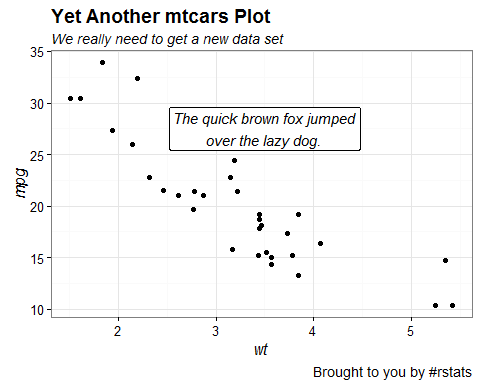 Yet Another mtcars Plot
We really need to get a new data set
35
30
25
20
15
10
mpg
The quick brown fox jumped
over the lazy dog.
2
3
4
5
wt
Brought to you by #rstats